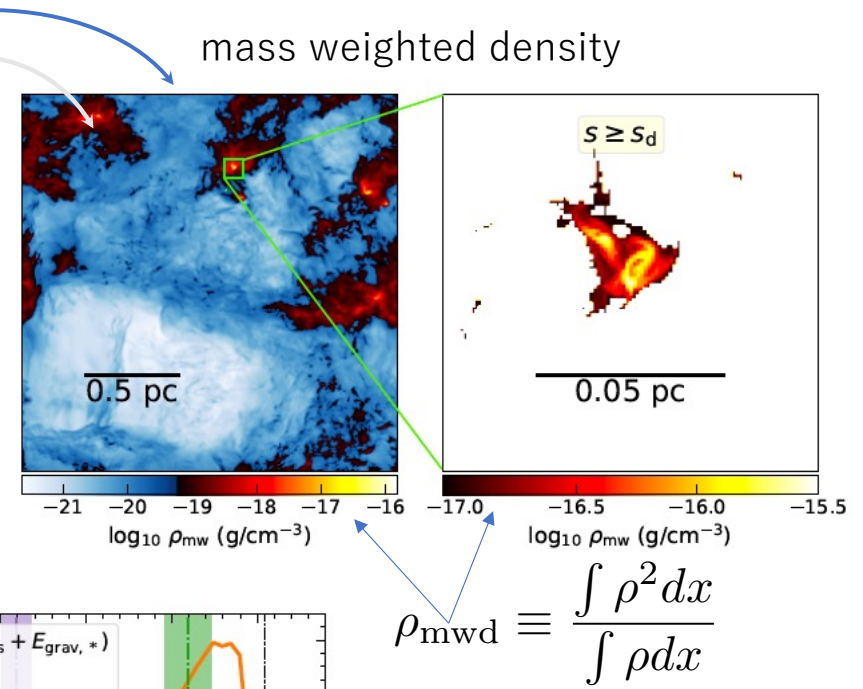 mass weighted density
s ≥ s_d
0.5 pc
0.05 pc
−21 −20 −19 −18 −17 −16
−17.0 −16.5 −16.0 −15.5
log₁₀ ρ_mw (g/cm⁻³)
log₁₀ ρ_mw (g/cm⁻³)
ρ_mwd ≡ ∫ρ²dx / ∫ρdx
s + E_grav, *)